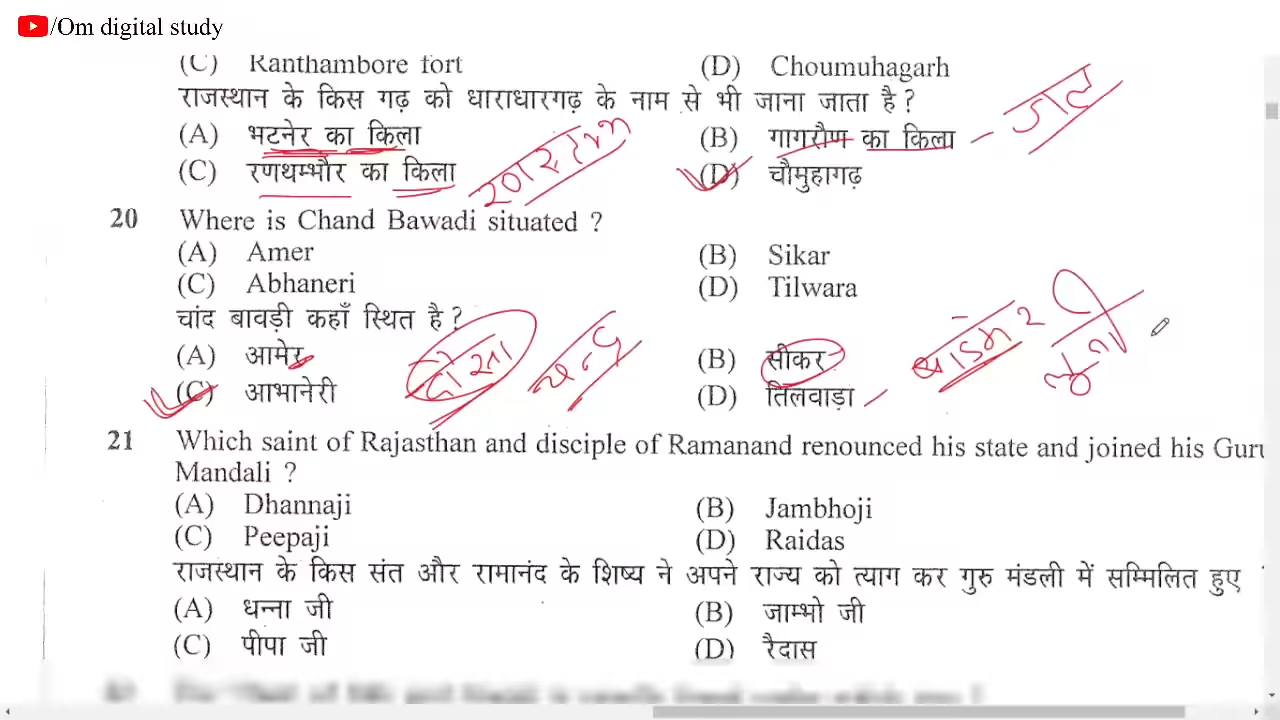 /Om digital study
(C) Ranthambore fort (D) Choumuhagarh
राजस्थान के किस गढ़ को धाराधारगढ़ के नाम से भी जाना जाता है ?
(A) भटनेर का किला (B) गागरौण का किला - जल
(C) रणथम्भौर का किला (D) चौमुहागढ़
20 Where is Chand Bawadi situated ?
(A) Amer (B) Sikar
(C) Abhaneri (D) Tilwara
चांद बावड़ी कहाँ स्थित है ?
(A) आमेर (B) सीकर
(C) आभानेरी दौसा (D) तिलवाड़ा - बाडमेर
21 Which saint of Rajasthan and disciple of Ramanand renounced his state and joined his Guru
Mandali ?
(A) Dhannaji (B) Jambhoji
(C) Peepaji (D) Raidas
राजस्थान के किस संत और रामानंद के शिष्य ने अपने राज्य को त्याग कर गुरु मंडली में सम्मिलित हुए
(A) धन्ना जी (B) जाम्भो जी
(C) पीपा जी (D) रैदास